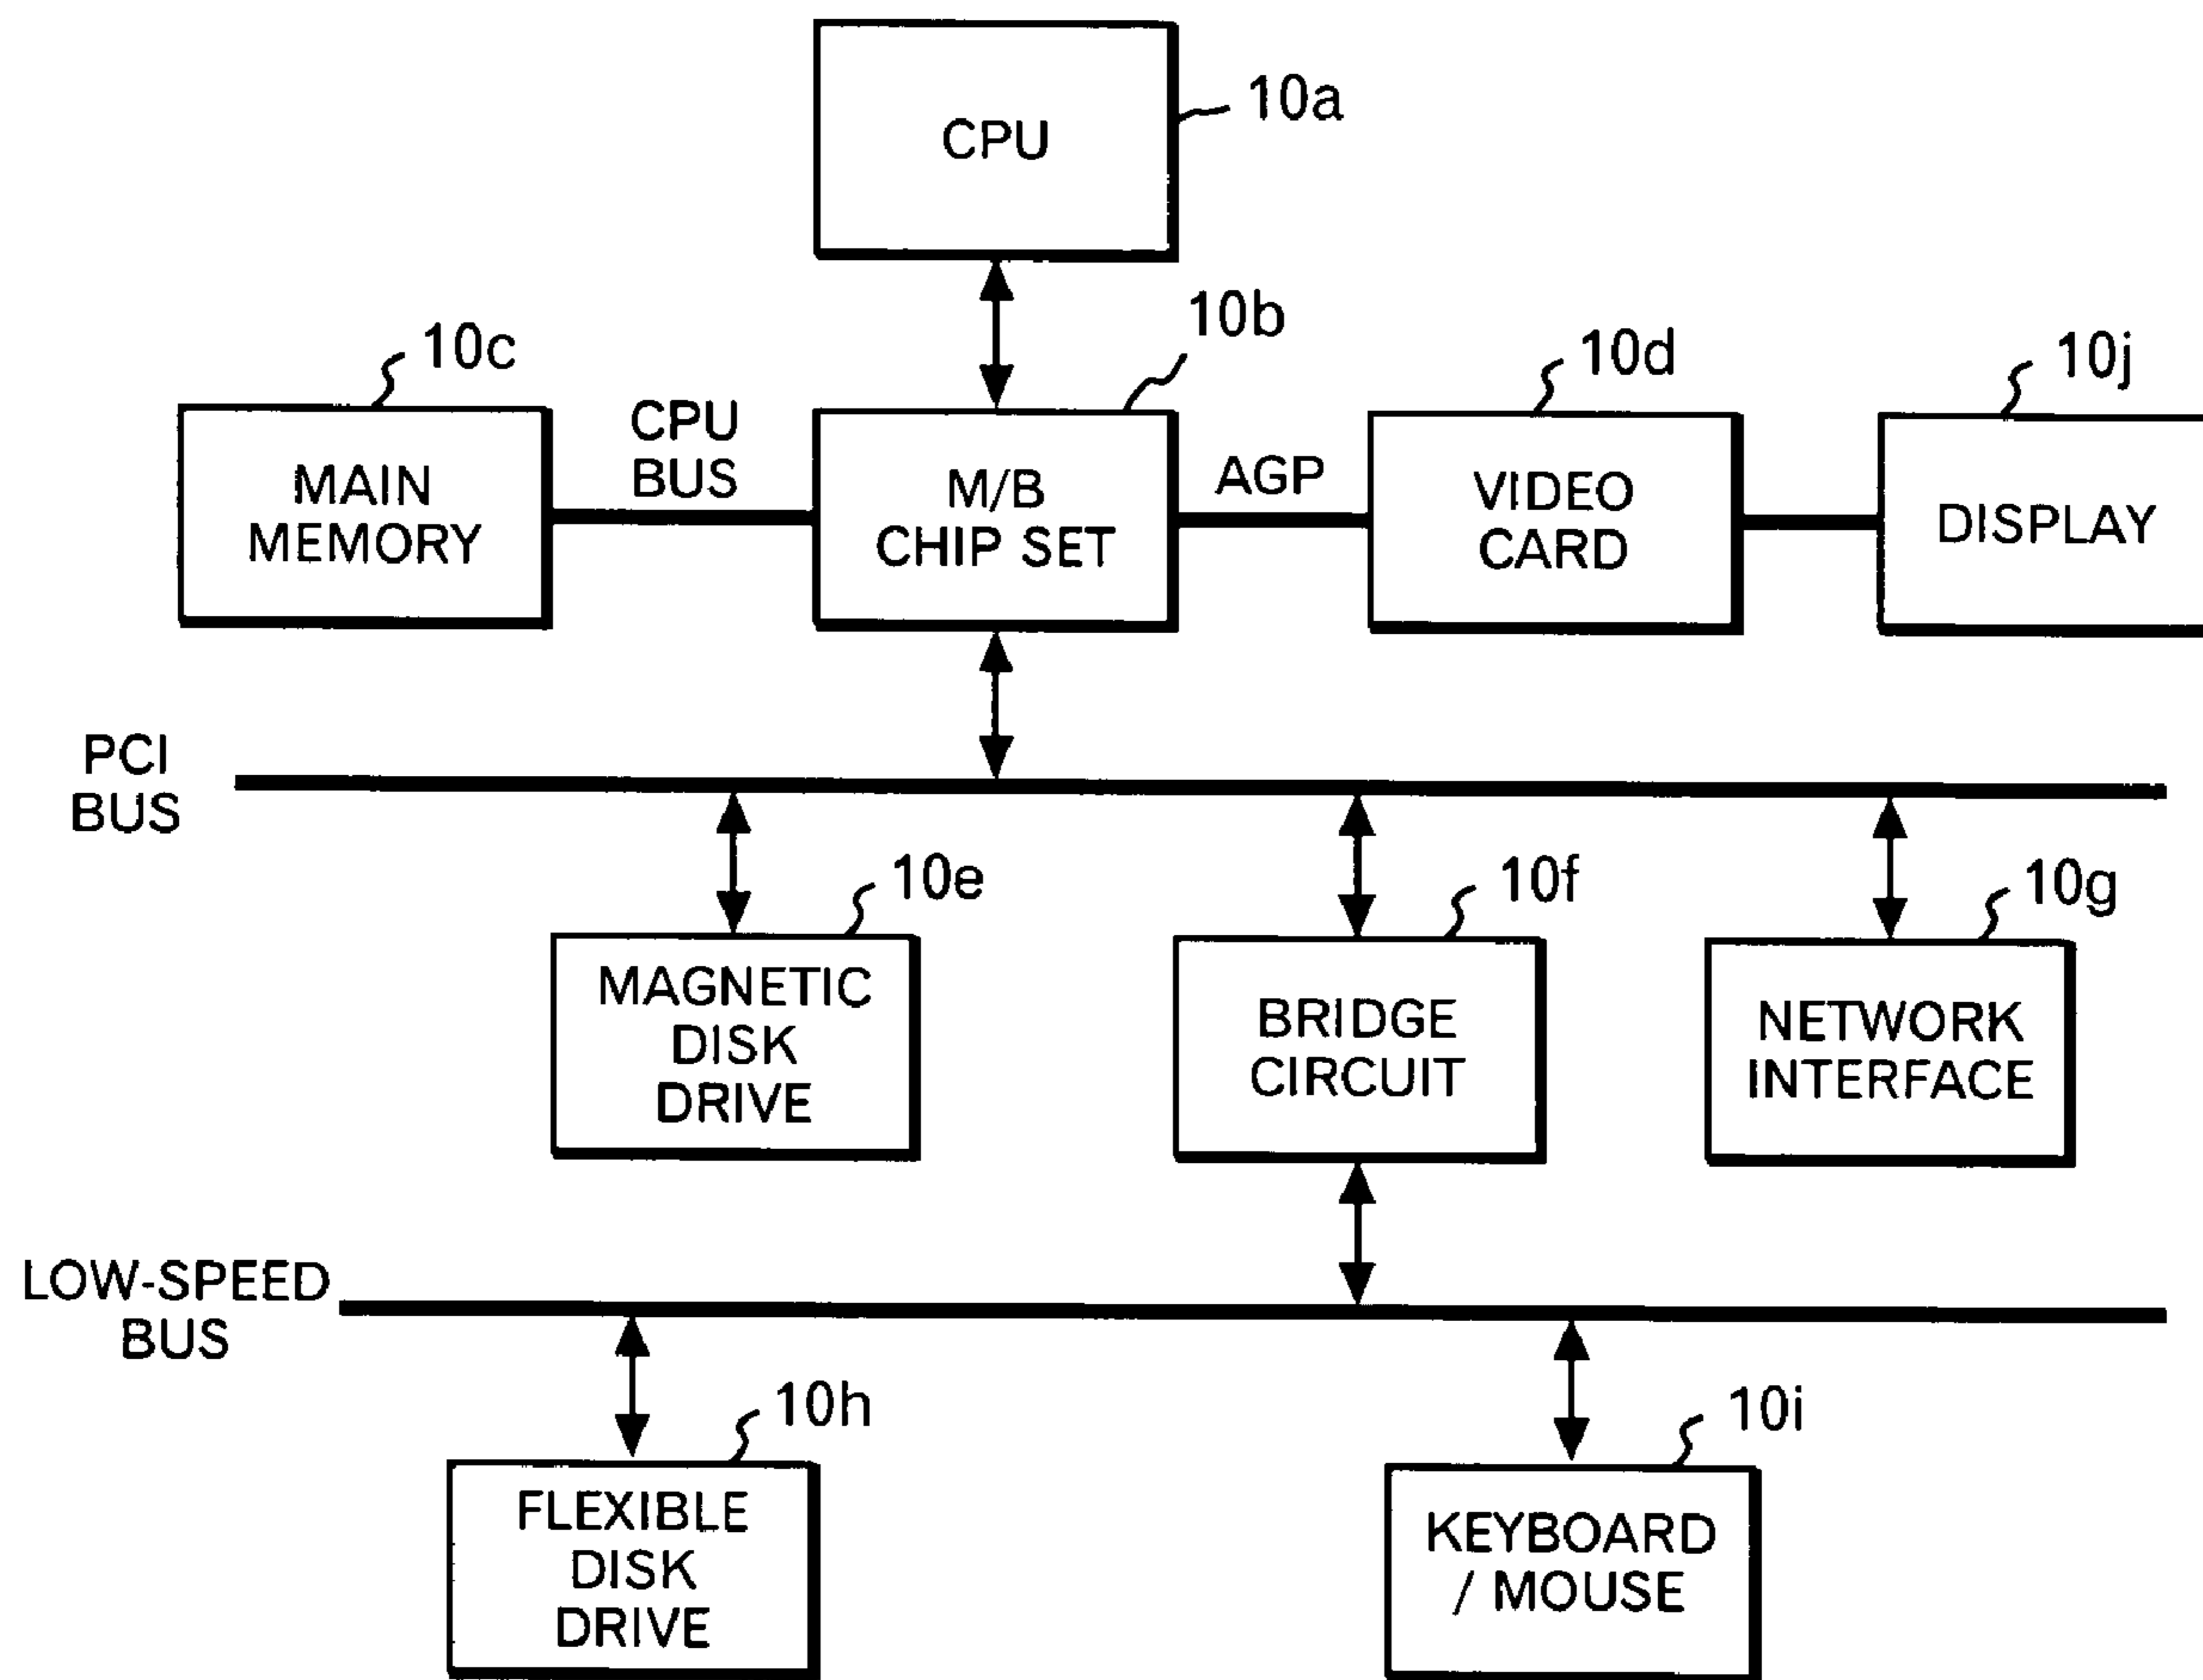 CPU
10a
10b
10c
CPU
BUS
10d
10j
MAIN
MEMORY
M/B
CHIP SET
AGP
VIDEO
CARD
DISPLAY
PCI
BUS
10e
10f
10g
MAGNETIC
DISK
DRIVE
BRIDGE
CIRCUIT
NETWORK
INTERFACE
LOW-SPEED
BUS
10h
10i
FLEXIBLE
DISK
DRIVE
KEYBOARD
/ MOUSE